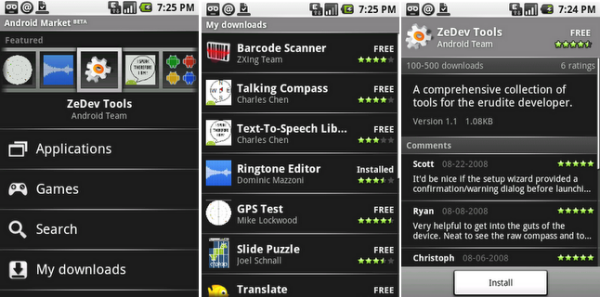 7:25 PM
Android Market BETA
Featured
ZeDev Tools
Android Team
Applications
Games
Search
My downloads
7:25 PM
My downloads
Barcode Scanner FREE
ZXing Team
Talking Compass FREE
Charles Chen
Text-To-Speech Lib... FREE
Charles Chen
Ringtone Editor Installed
Dominic Mazzoni
GPS Test FREE
Mike Lockwood
Slide Puzzle FREE
Joel Schnall
Translate FREE
7:24 PM
ZeDev Tools FREE
Android Team
100-500 downloads 6 ratings
A comprehensive collection of
tools for the erudite developer.
Version 1.1 1.08KB
Comments
Scott 08-22-2008
It'd be nice if the setup wizard provided a
confirmation/warning dialog before launchi...
Ryan 08-08-2008
Very helpful to get into the guts of the
device. Neat to see the raw compass and to...
Christoph 08-06-2008
Install